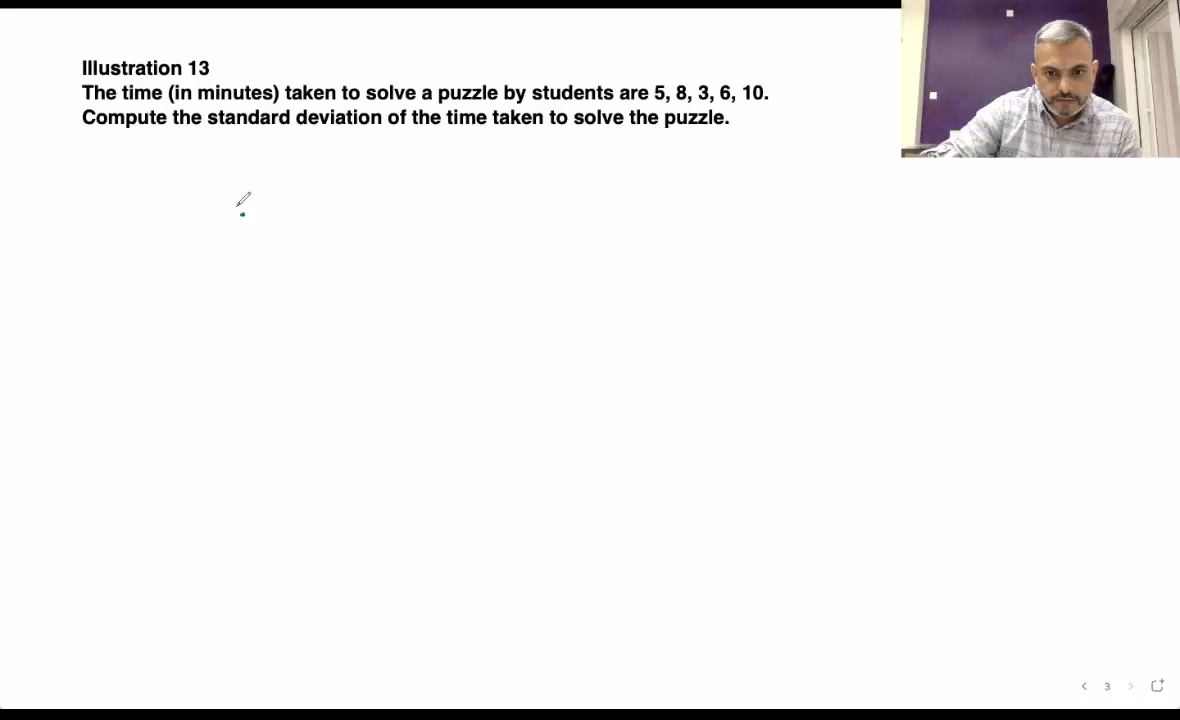 Illustration 13
The time (in minutes) taken to solve a puzzle by students are 5, 8, 3, 6, 10.
Compute the standard deviation of the time taken to solve the puzzle.
3